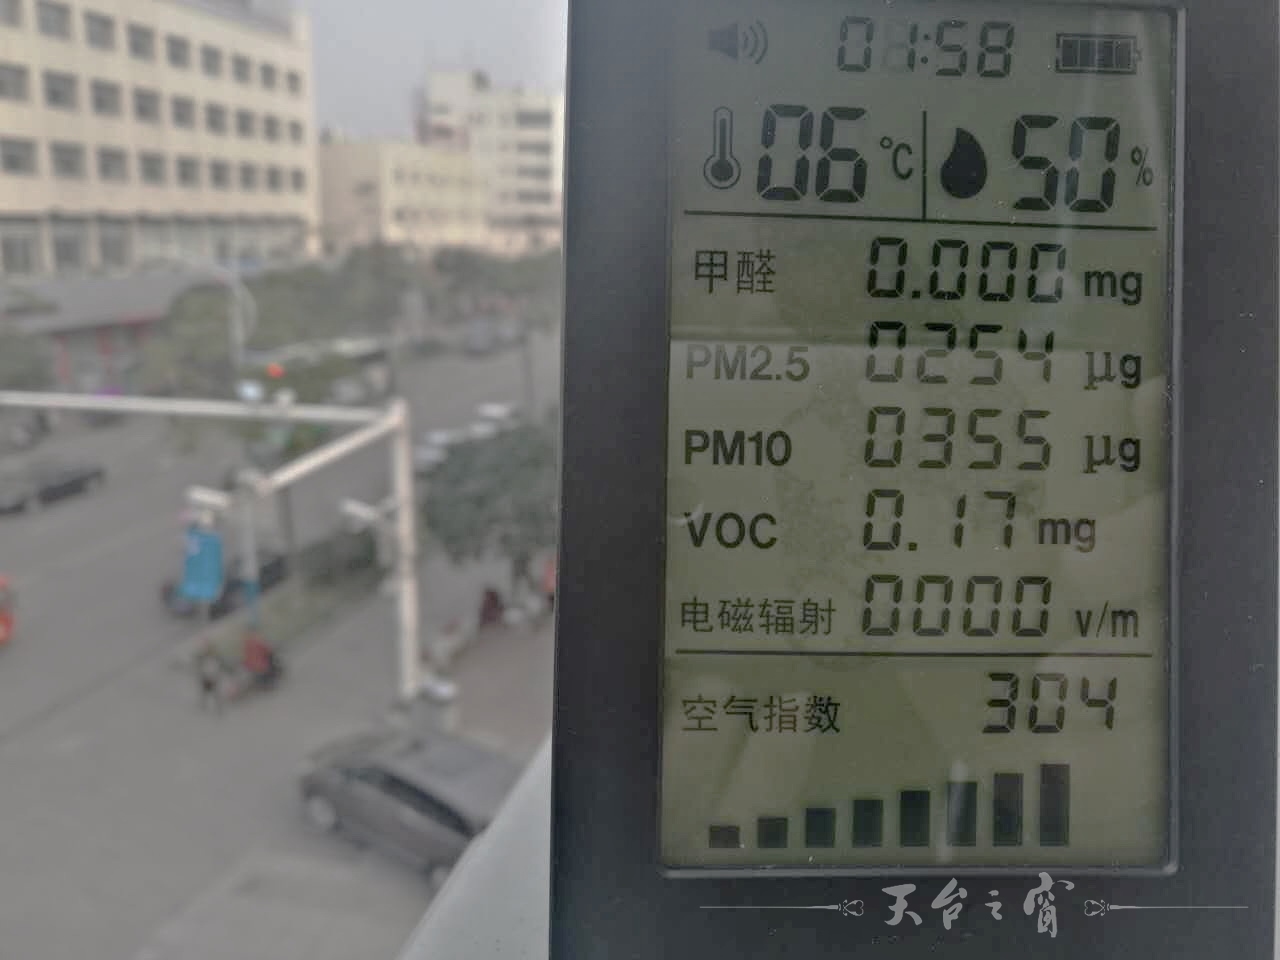 01:58
06 ℃ 50 %
甲醛 0.000 mg
PM2.5 0254 µg
PM10 0355 µg
VOC 0.17 mg
电磁辐射 0000 v/m
空气指数 304
天台之窗